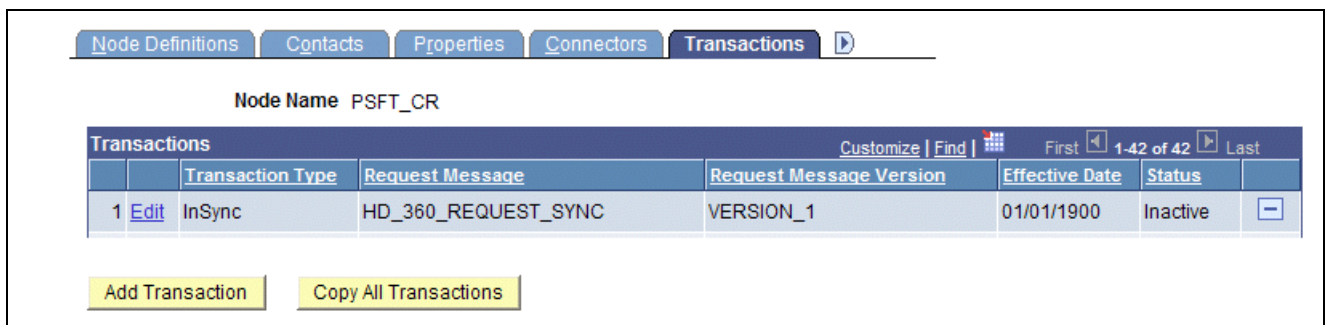 Node Definitions Contacts Properties Connectors Transactions
Node Name PSFT_CR
Transactions Customize | Find | First 1-42 of 42 Last
Transaction Type Request Message Request Message Version Effective Date Status
1 Edit InSync HD_360_REQUEST_SYNC VERSION_1 01/01/1900 Inactive
Add Transaction Copy All Transactions